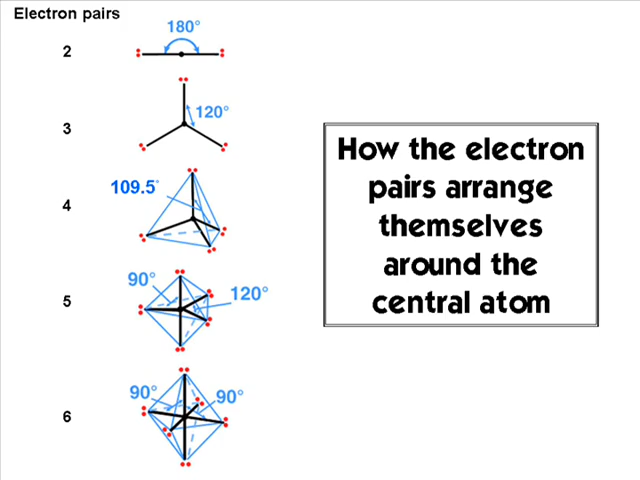 Electron pairs
2
180°
3
120°
4
109.5°
5
90°
120°
6
90°
90°
How the electron
pairs arrange
themselves
around the
central atom